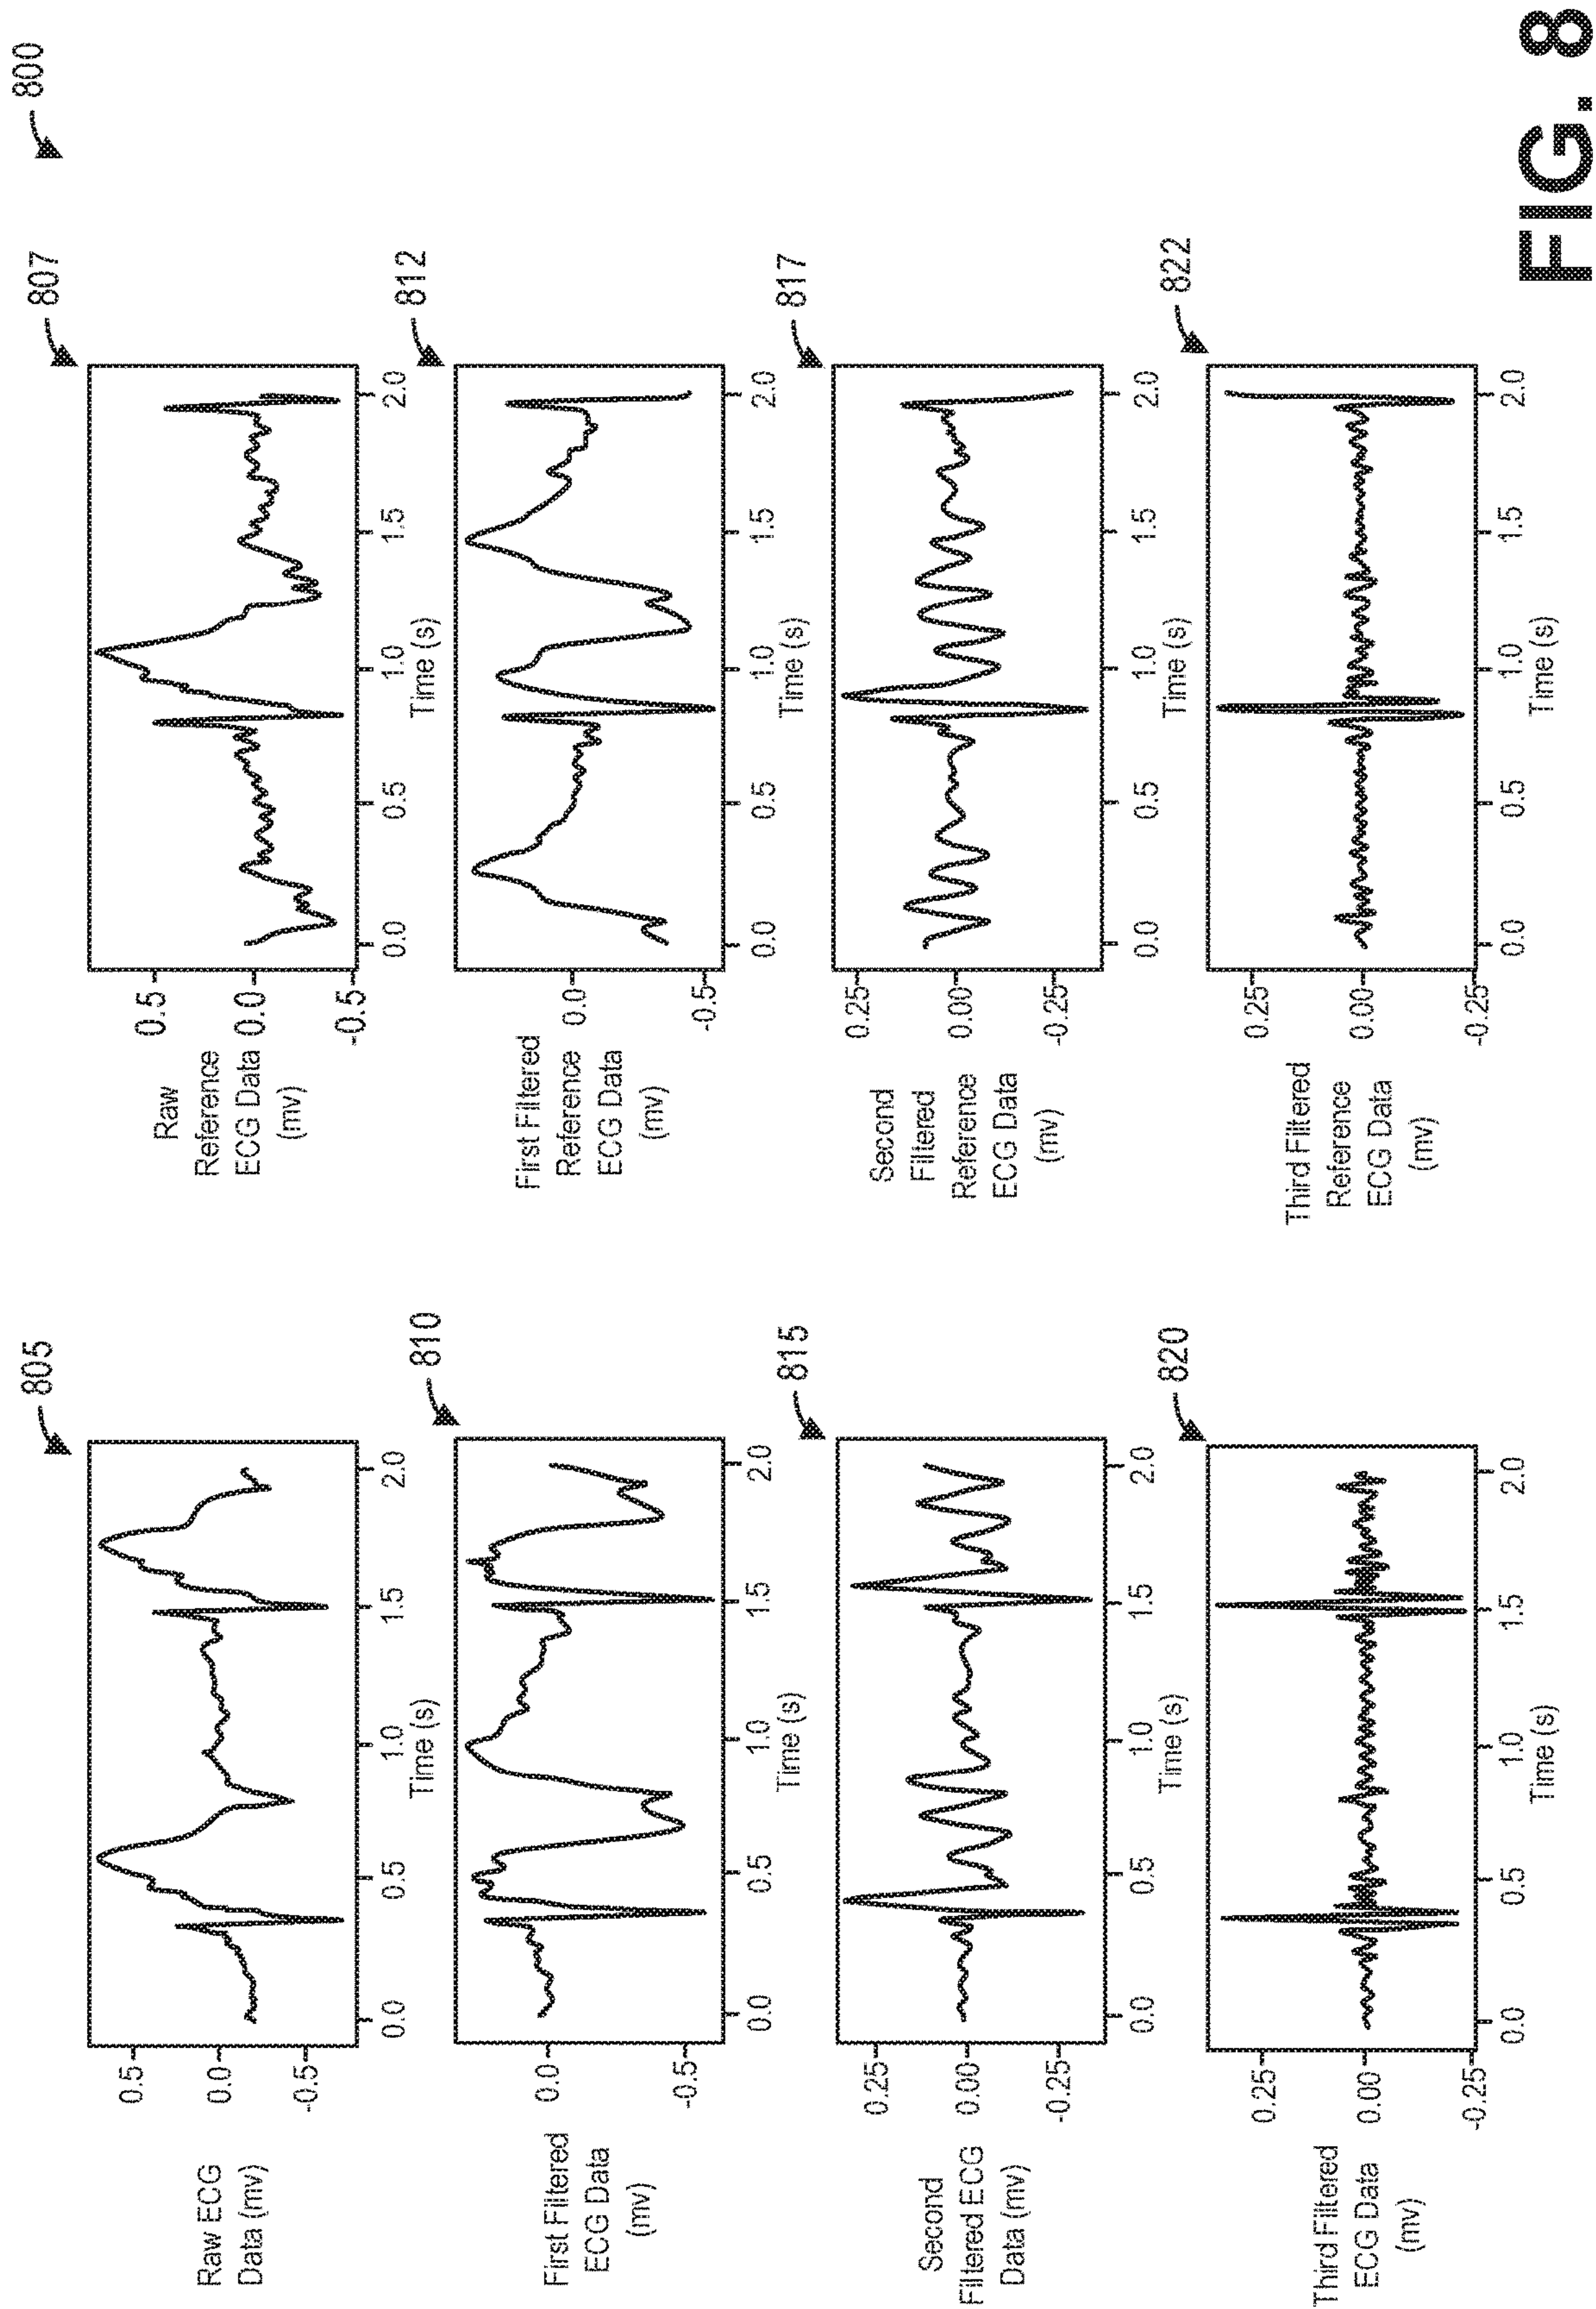 800
805
Raw ECG
Data (mv)
0.5
0.0
-0.5
0.0
0.5
1.0
1.5
2.0
Time (s)
807
Raw
Reference
ECG Data
(mv)
0.5
0.0
-0.5
0.0
0.5
1.0
1.5
2.0
Time (s)
810
First Filtered
ECG Data
(mv)
0.0
-0.5
0.0
0.5
1.0
1.5
2.0
Time (s)
812
First Filtered
Reference
ECG Data
(mv)
0.0
-0.5
0.0
0.5
1.0
1.5
2.0
Time (s)
815
Second
Filtered ECG
Data (mv)
0.25
0.00
-0.25
0.0
0.5
1.0
1.5
2.0
Time (s)
817
Second
Filtered
Reference
ECG Data
(mv)
0.25
0.00
-0.25
0.0
0.5
1.0
1.5
2.0
Time (s)
820
Third Filtered
ECG Data
(mv)
0.25
0.00
-0.25
0.0
0.5
1.0
1.5
2.0
Time (s)
822
Third Filtered
Reference
ECG Data
(mv)
0.25
0.00
-0.25
0.0
0.5
1.0
1.5
2.0
Time (s)
FIG. 8